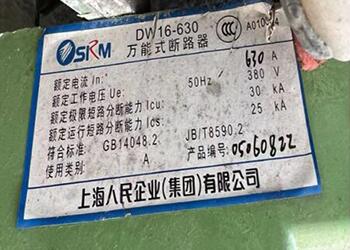 SRM DW16-630
万能式断路器 CCC A010
额定电流 In: 630A
额定工作电压 Ue: 50Hz 380 V
额定极限短路分断能力 Icu: 30 kA
额定运行短路分断能力 Ics: 25 kA
符合标准: GB14048.2 JB/T8590.2
使用类别: A 产品编号: 05060822
上海人民企业(集团)有限公司